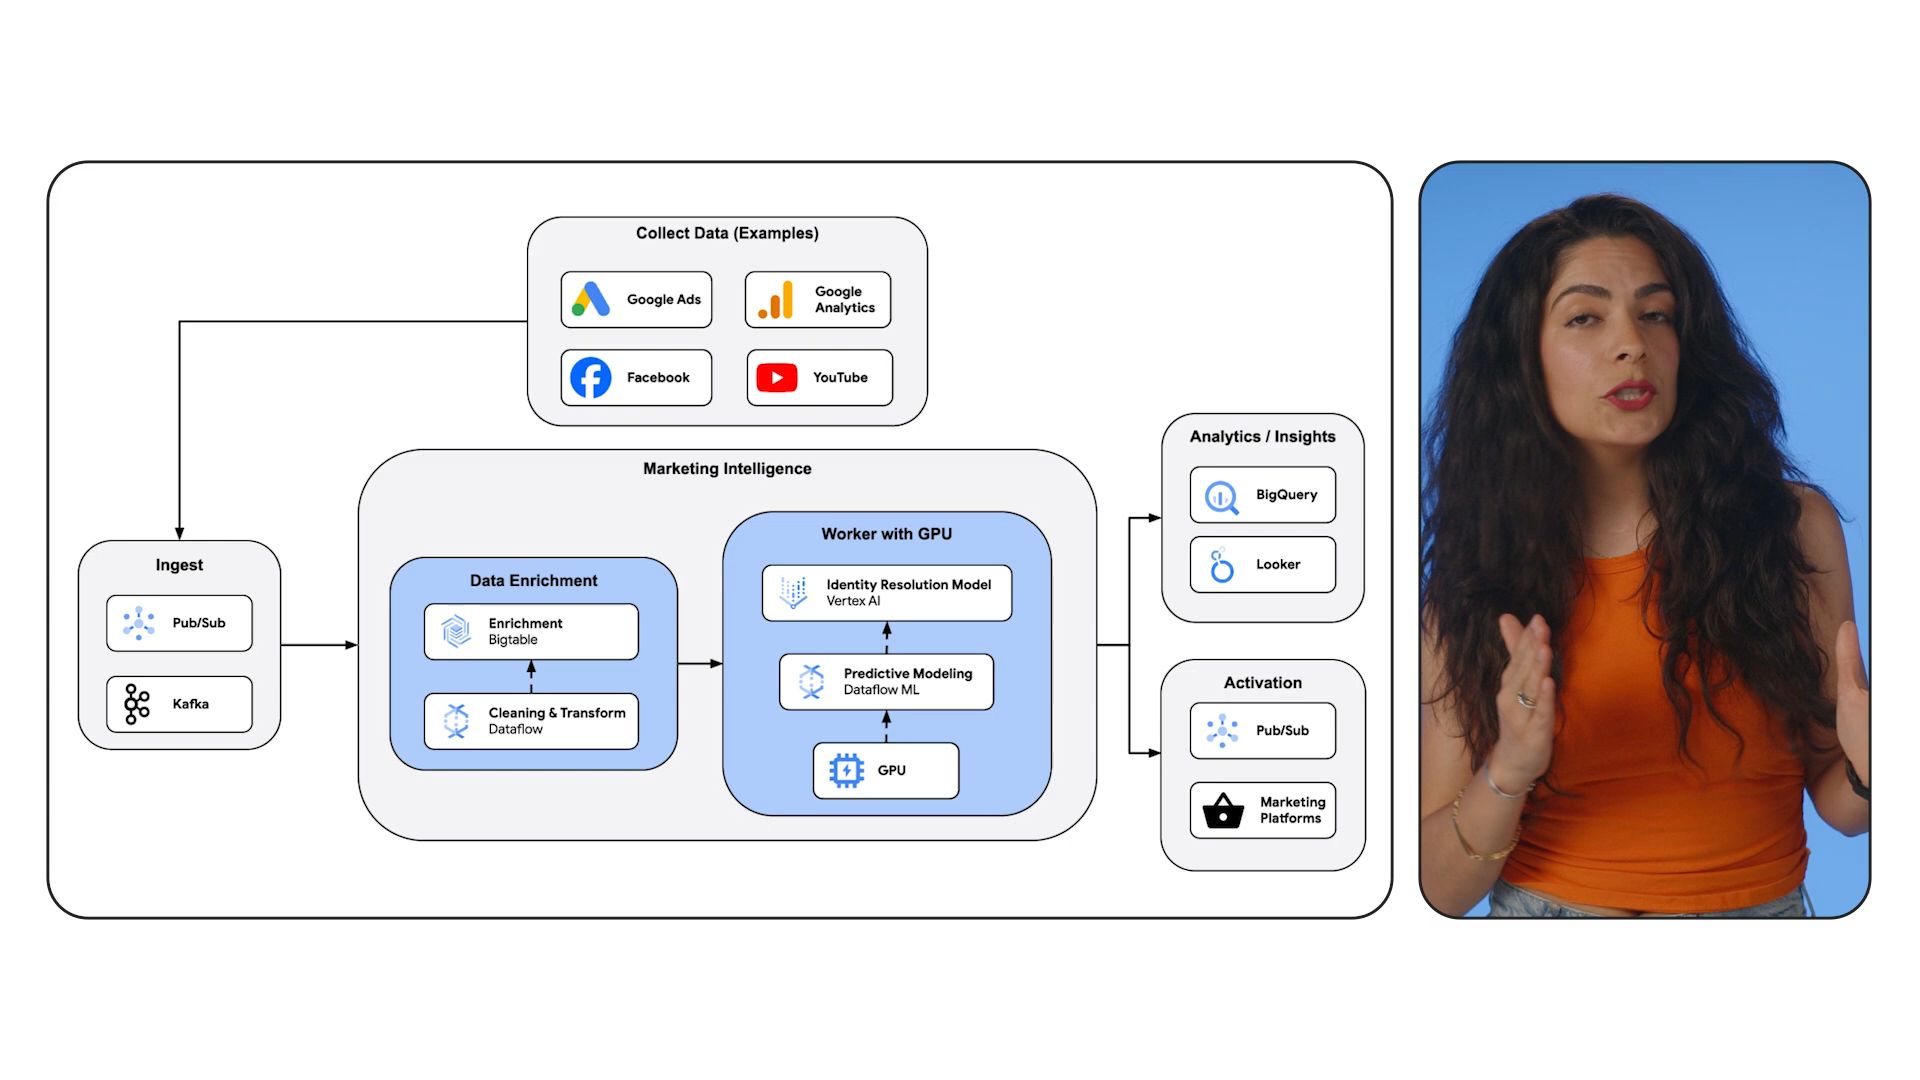 Collect Data (Examples)
Google Ads
Google
Analytics
Facebook
YouTube
Ingest
Pub/Sub
Kafka
Marketing Intelligence
Data Enrichment
Enrichment
Bigtable
Cleaning & Transform
Dataflow
Worker with GPU
Identity Resolution Model
Vertex AI
Predictive Modeling
Dataflow ML
GPU
Analytics / Insights
BigQuery
Looker
Activation
Pub/Sub
Marketing
Platforms